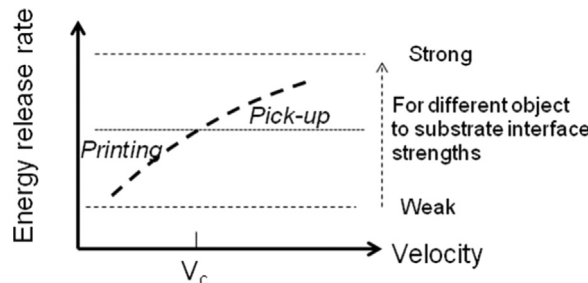 Energy release rate
Strong
Pick-up
Printing
For different object
to substrate interface
strengths
Weak
Velocity
Vc